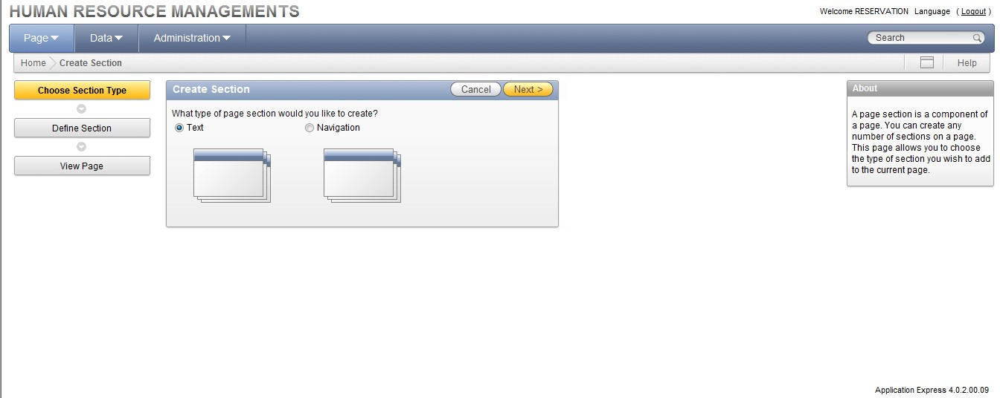 HUMAN RESOURCE MANAGEMENTS
Welcome RESERVATION Language ( Logout )
Page Data Administration Search
Home Create Section Help
Choose Section Type
Define Section
View Page
Create Section Cancel Next >
What type of page section would you like to create?
Text Navigation
About
A page section is a component of
a page. You can create any
number of sections on a page.
This page allows you to choose
the type of section you wish to add
to the current page.
Application Express 4.0.2.00.09